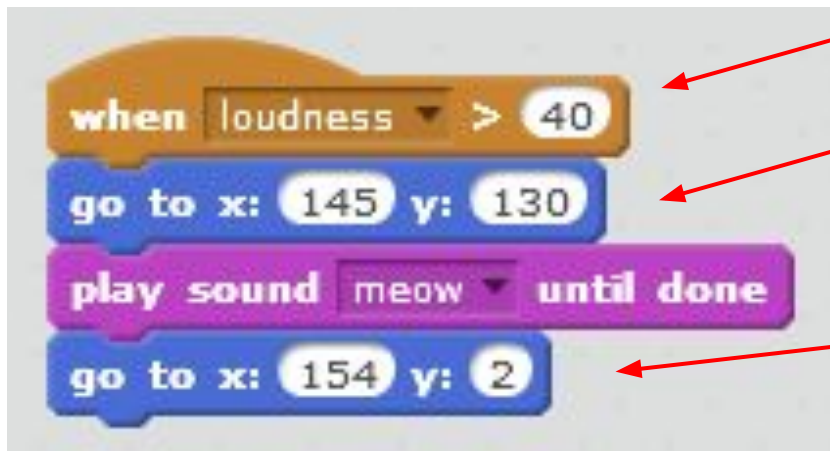 when loudness > 40
go to x: 145 y: 130
play sound meow until done
go to x: 154 y: 2